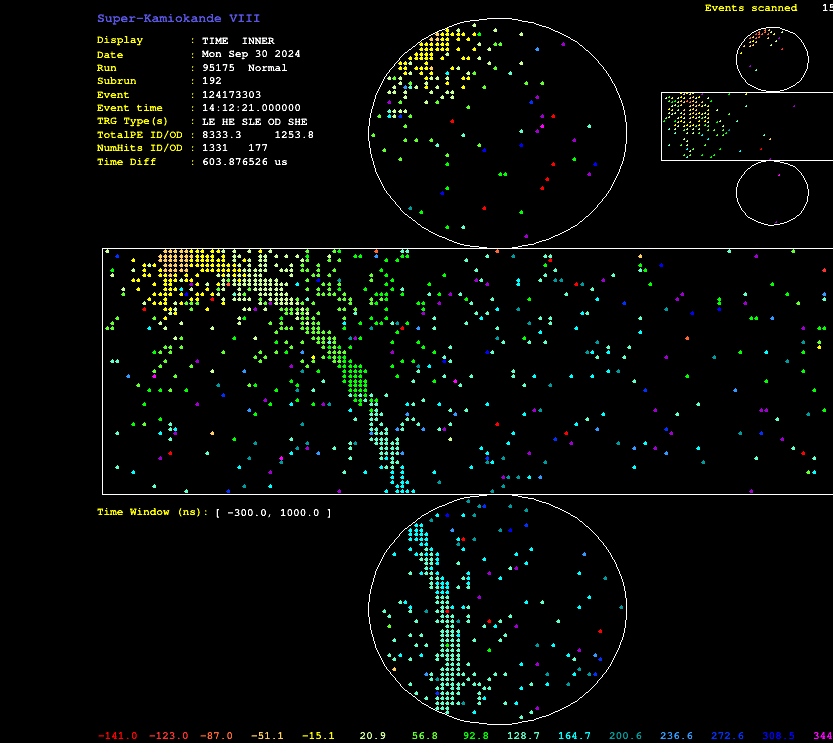 Super-Kamiokande VIII
Events scanned 15
Display : TIME INNER
Date : Mon Sep 30 2024
Run : 95175 Normal
Subrun : 192
Event : 124173303
Event time : 14:12:21.000000
TRG Type(s) : LE HE SLE OD SHE
TotalPE ID/OD : 8333.3 1253.8
NumHits ID/OD : 1331 177
Time Diff : 603.876526 us
Time Window (ns): [ -300.0, 1000.0 ]
-141.0 -123.0 -87.0 -51.1 -15.1 20.9 56.8 92.8 128.7 164.7 200.6 236.6 272.6 308.5 344